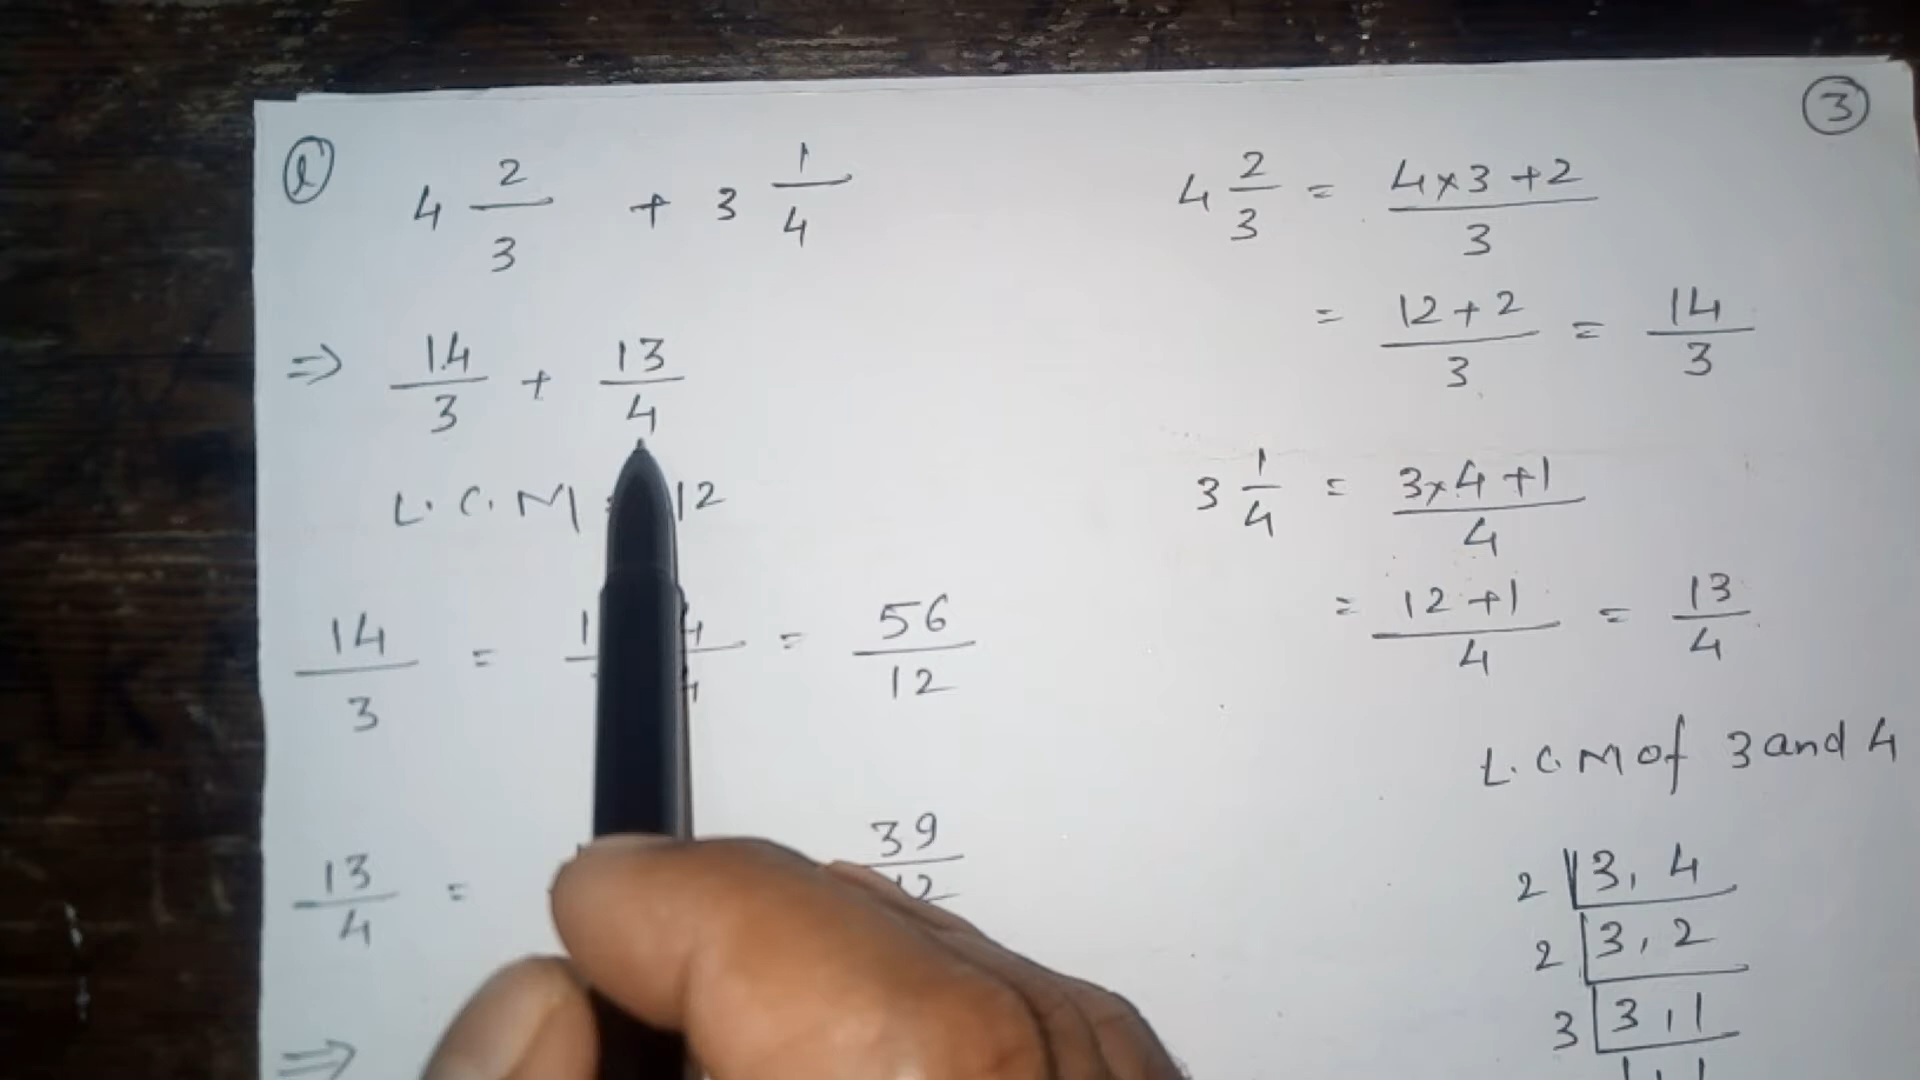 3
l
4 2/3 + 3 1/4
⇒ 14/3 + 13/4
L.C.M 12
14/3 = = 56/12
13/4 = 39/12
⇒
4 2/3 = (4×3+2)/3
= (12+2)/3 = 14/3
3 1/4 = (3×4+1)/4
= (12+1)/4 = 13/4
L.C.M of 3 and 4
2 | 3, 4
2 | 3, 2
3 | 3, 1
1, 1